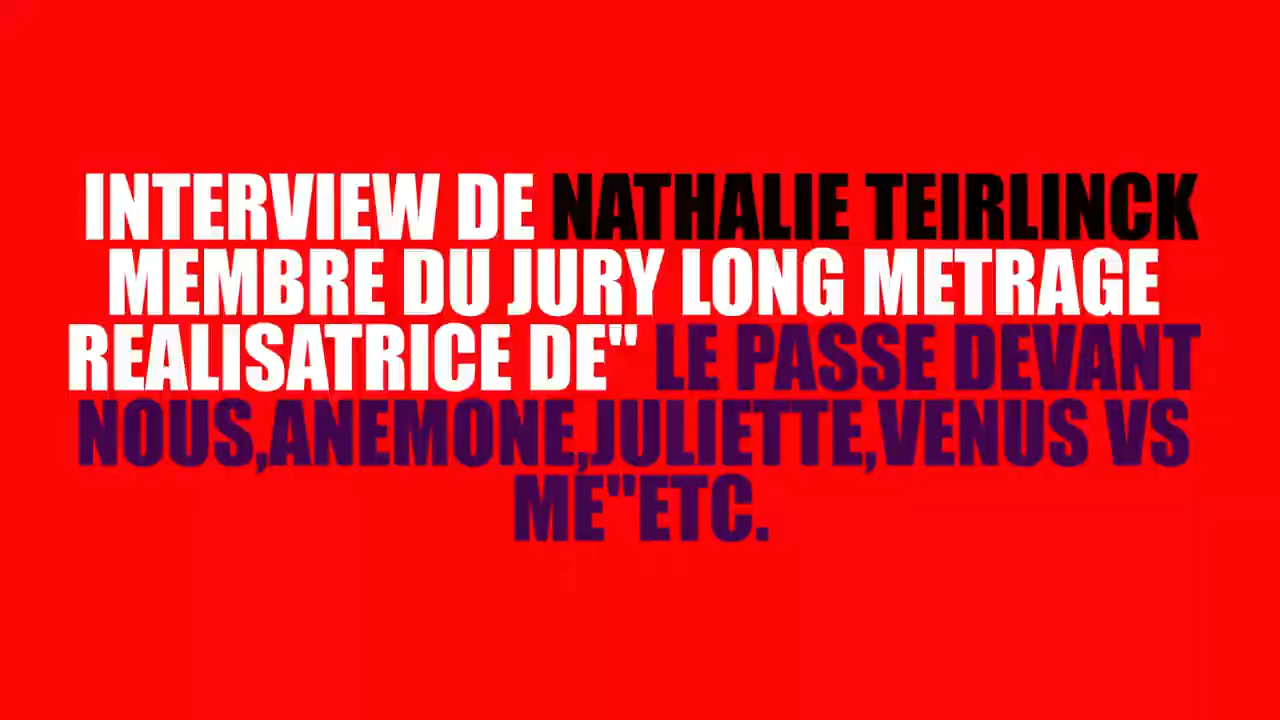 INTERVIEW DE NATHALIE TEIRLINCK
MEMBRE DU JURY LONG METRAGE
REALISATRICE DE" LE PASSE DEVANT
NOUS,ANEMONE,JULIETTE,VENUS VS
ME"ETC.